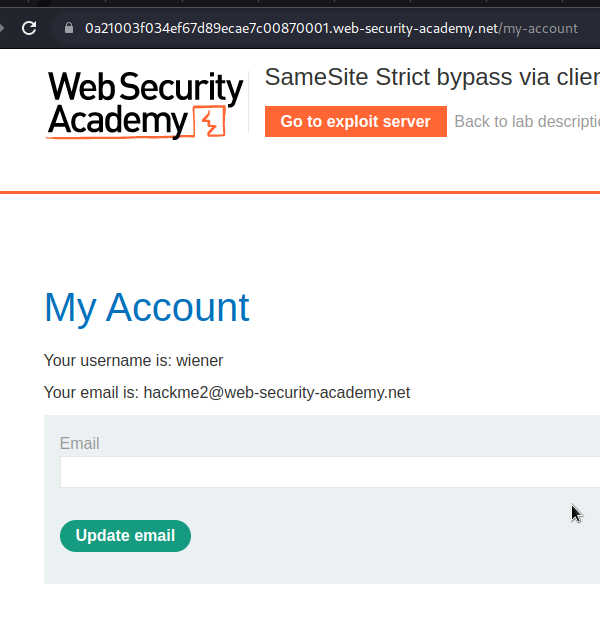 0a21003f034ef67d89ecae7c00870001.web-security-academy.net/my-account
SameSite Strict bypass via clien
Web Security
Academy
Go to exploit server
Back to lab descripti
My Account
Your username is: wiener
Your email is: hackme2@web-security-academy.net
Email
Update email